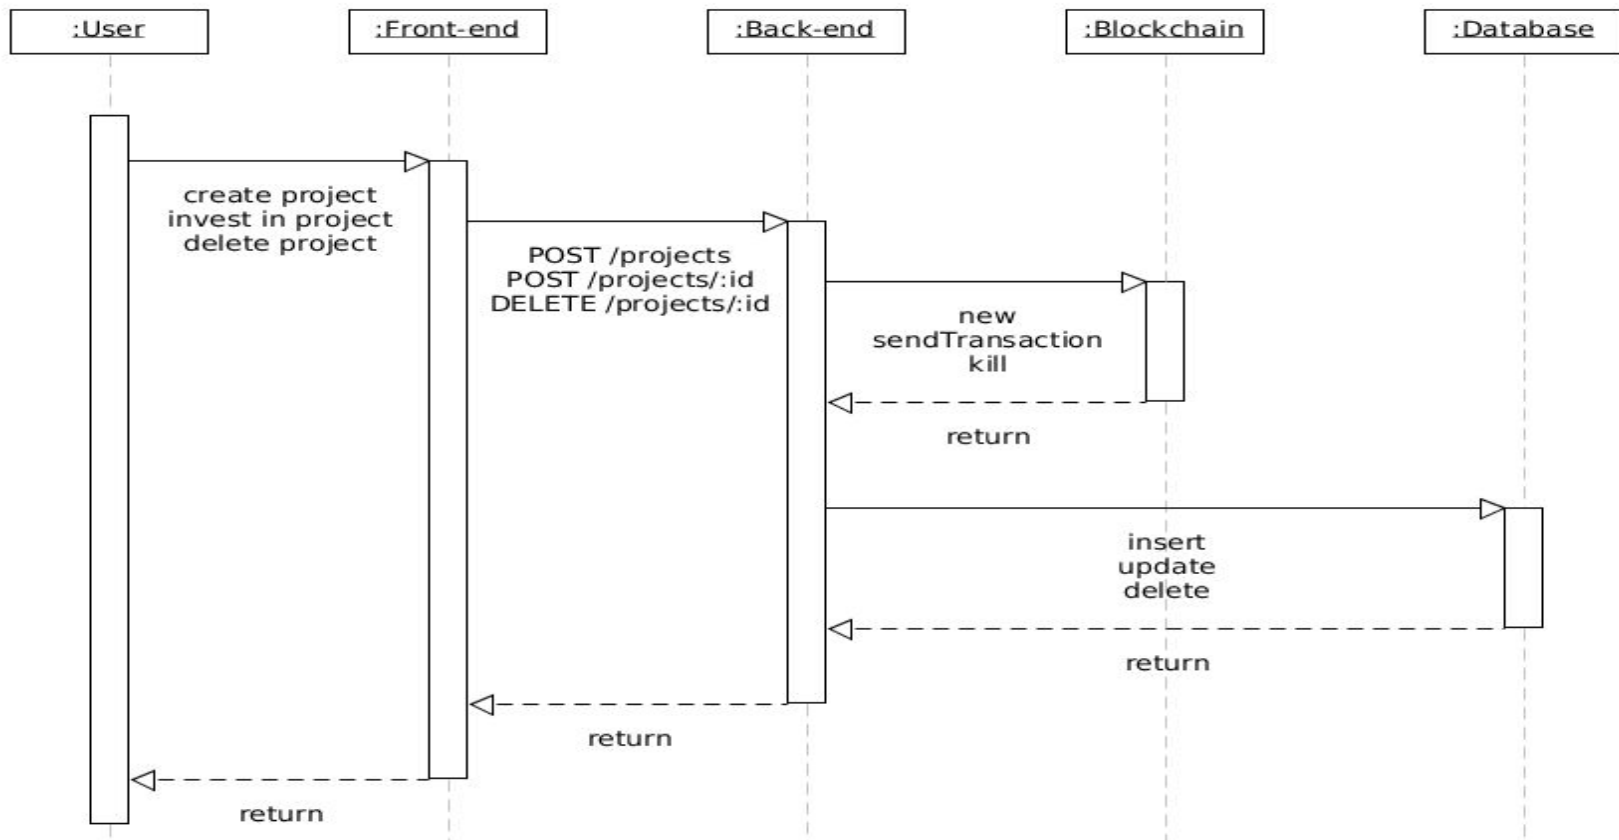 :User
:Front-end
:Back-end
:Blockchain
:Database
create project
invest in project
delete project
POST /projects
POST /projects/:id
DELETE /projects/:id
new
sendTransaction
kill
return
insert
update
delete
return
return
return